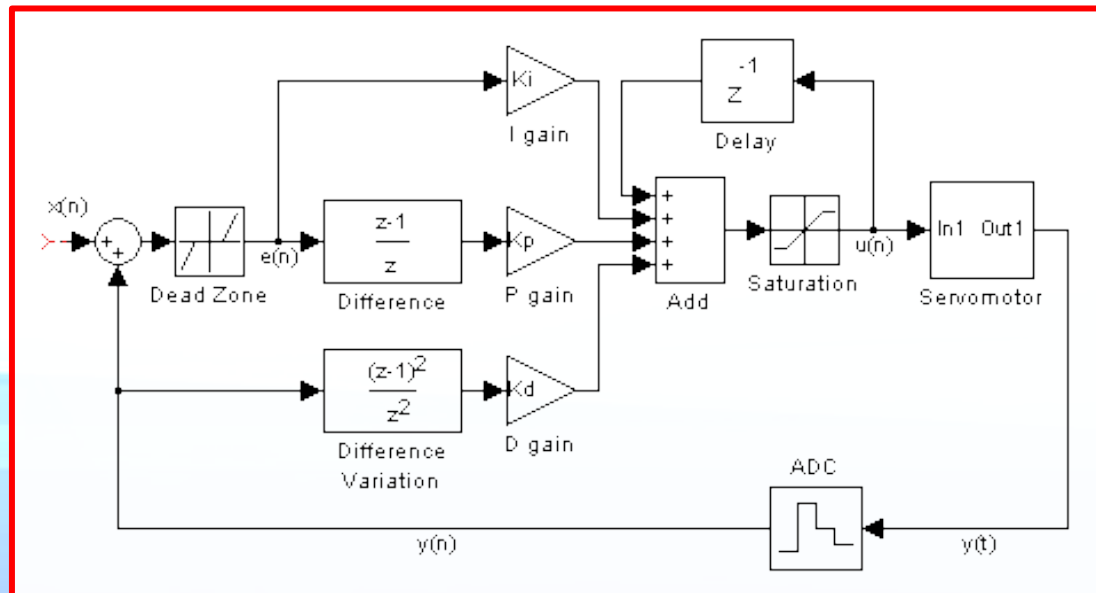 Ki
I gain
-1
Z
Delay
x(n)
+
+
Dead Zone
e(n)
z-1
z
Difference
Kp
P gain
+
+
+
+
Add
Saturation
u(n)
In1 Out1
Servomotor
(z-1)2
z2
Difference
Variation
Kd
D gain
ADC
y(n)
y(t)